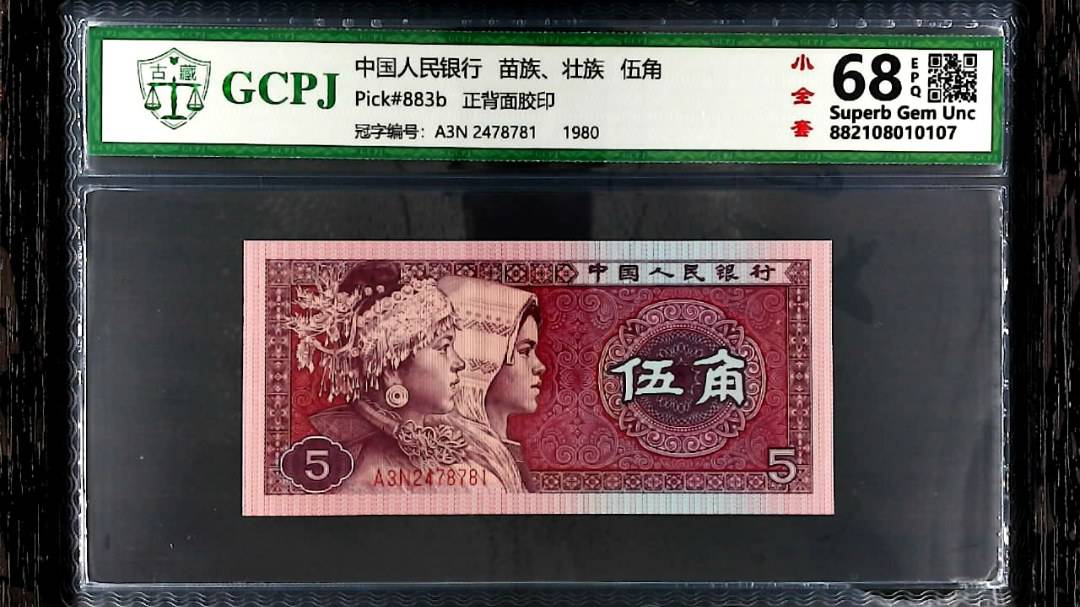 古 藏
GCPJ
中国人民银行 苗族、壮族 伍角
Pick#883b 正背面胶印
冠字编号: A3N 2478781 1980
小全套
68 EPQ
Superb Gem Unc
882108010107
中国人民银行
伍角
5
A3N2478781
5